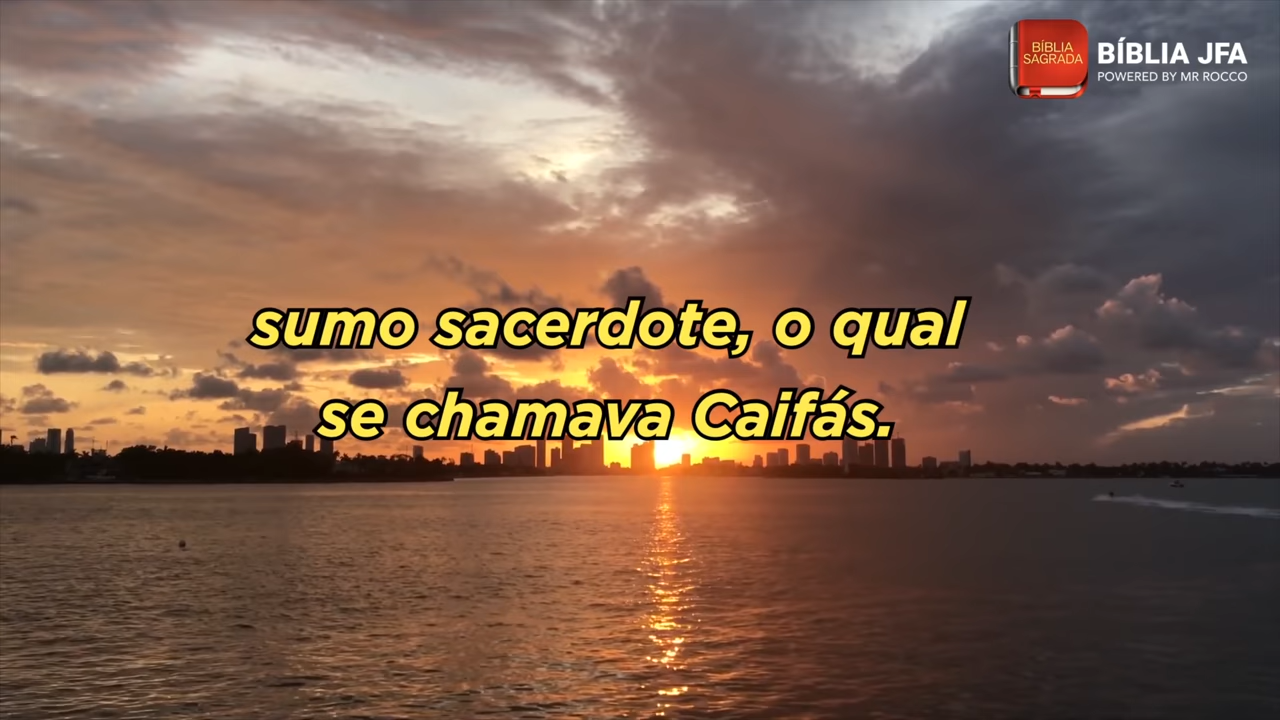 BÍBLIA
SAGRADA
BÍBLIA JFA
POWERED BY MR ROCCO
sumo sacerdote, o qual
se chamava Caifás.